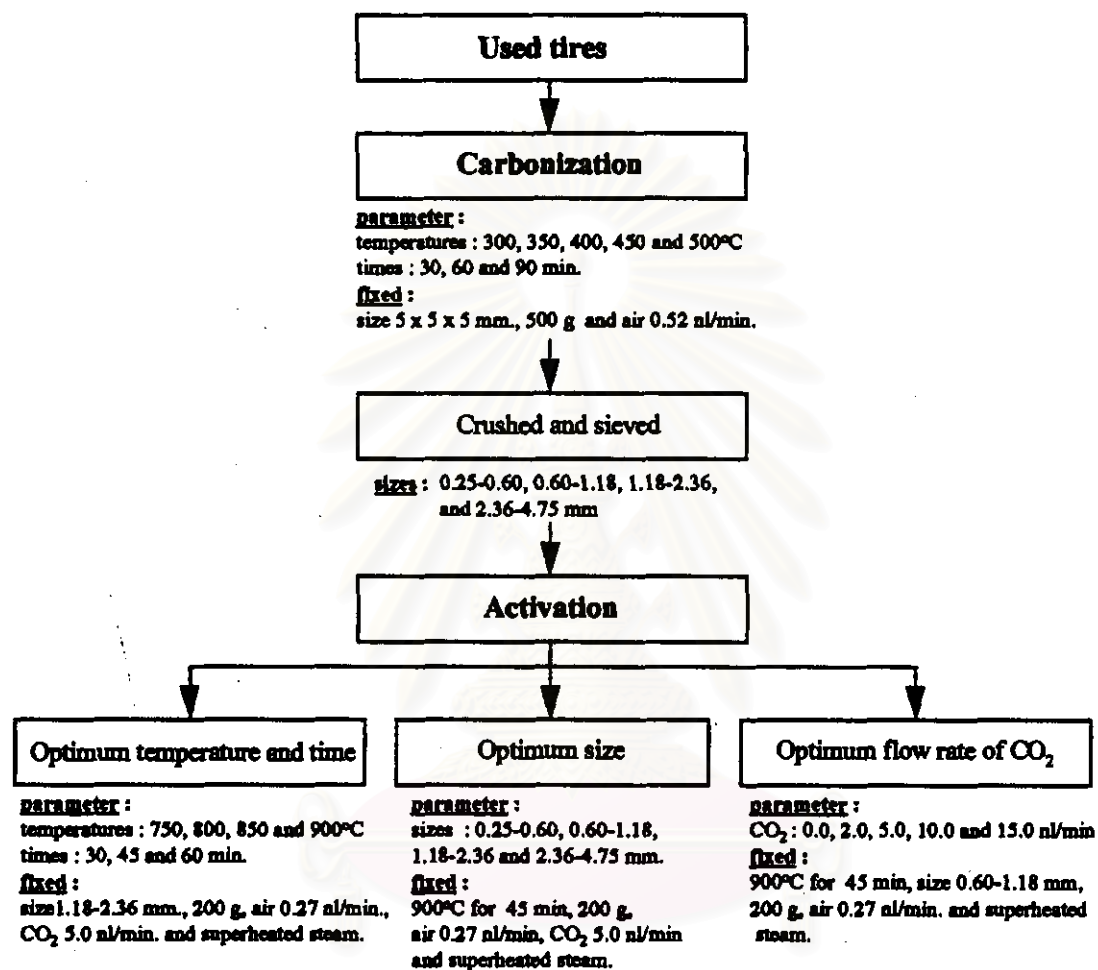 Used tires
Carbonization
parameter :
temperatures : 300, 350, 400, 450 and 500°C
times : 30, 60 and 90 min.
fixed :
size 5 x 5 x 5 mm., 500 g and air 0.52 nl/min.
Crushed and sieved
sizes : 0.25-0.60, 0.60-1.18, 1.18-2.36,
and 2.36-4.75 mm
Activation
Optimum temperature and time
parameter :
temperatures : 750, 800, 850 and 900°C
times : 30, 45 and 60 min.
fixed :
size1.18-2.36 mm., 200 g, air 0.27 nl/min.,
CO₂ 5.0 nl/min. and superheated steam.
Optimum size
parameter :
sizes : 0.25-0.60, 0.60-1.18,
1.18-2.36 and 2.36-4.75 mm.
fixed :
900°C for 45 min, 200 g,
air 0.27 nl/min, CO₂ 5.0 nl/min
and superheated steam.
Optimum flow rate of CO₂
parameter :
CO₂ : 0.0, 2.0, 5.0, 10.0 and 15.0 nl/min
fixed :
900°C for 45 min, size 0.60-1.18 mm,
200 g, air 0.27 nl/min. and superheated
steam.